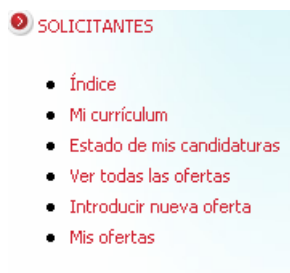 SOLICITANTES
Índice
Mi currículum
Estado de mis candidaturas
Ver todas las ofertas
Introducir nueva oferta
Mis ofertas